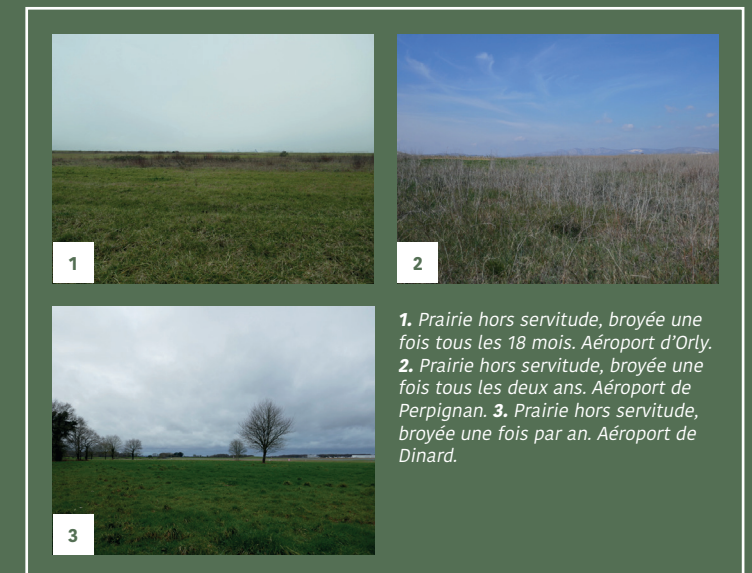 1
2
1. Prairie hors servitude, broyée une
fois tous les 18 mois. Aéroport d’Orly.
2. Prairie hors servitude, broyée une
fois tous les deux ans. Aéroport de
Perpignan. 3. Prairie hors servitude,
broyée une fois par an. Aéroport de
Dinard.
3